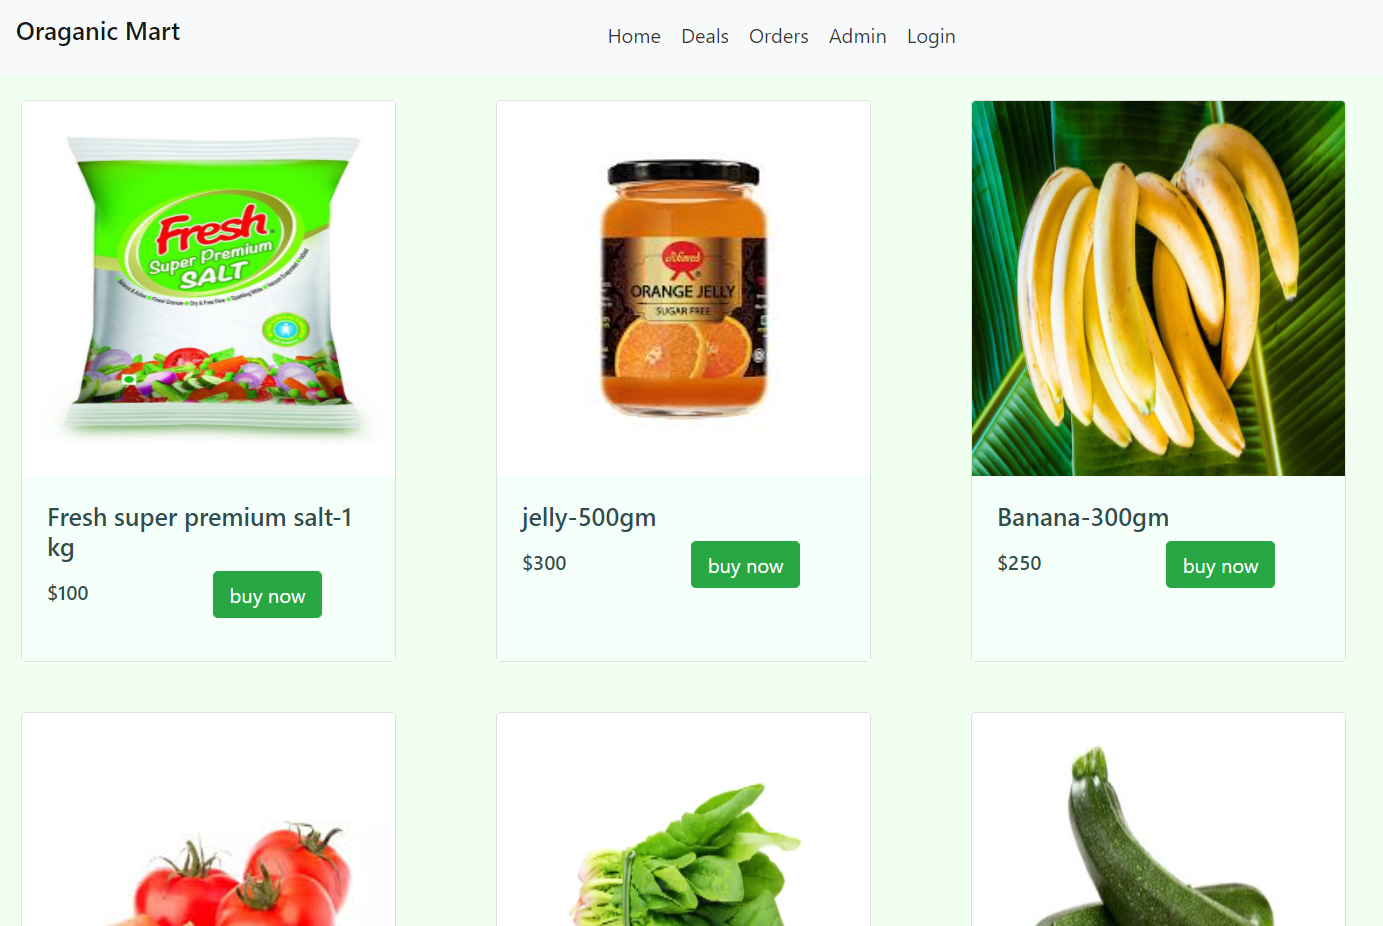 Oraganic Mart
Home Deals Orders Admin Login
Fresh
Super Premium
SALT
ORANGE JELLY
SUGAR FREE
Fresh super premium salt-1
kg
$100
buy now
jelly-500gm
$300
buy now
Banana-300gm
$250
buy now